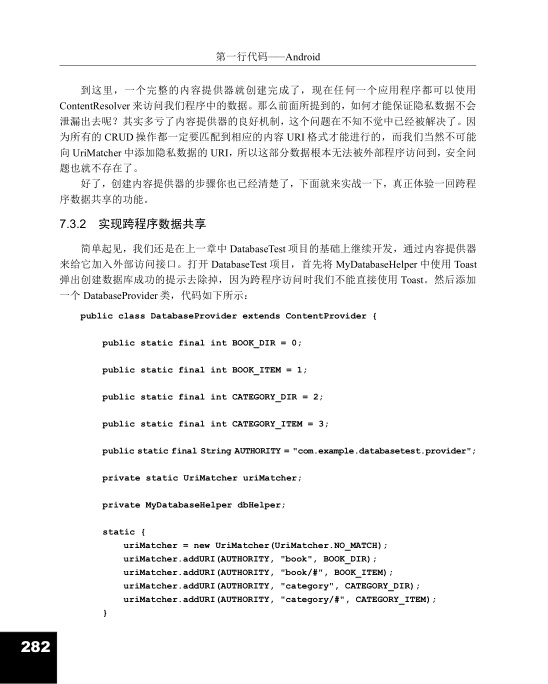 第一行代码——Android
到这里，一个完整的内容提供器就创建完成了，现在任何一个应用程序都可以使用
ContentResolver 来访问我们程序中的数据。那么前面所提到的，如何才能保证隐私数据不会
泄漏出去呢？其实多亏了内容提供器的良好机制，这个问题在不知不觉中已经被解决了。因
为所有的 CRUD 操作都一定要匹配到相应的内容 URI 格式才能进行的，而我们当然不可能
向 UriMatcher 中添加隐私数据的 URI，所以这部分数据根本无法被外部程序访问到，安全问
题也就不存在了。
好了，创建内容提供器的步骤你也已经清楚了，下面就来实战一下，真正体验一回跨程
序数据共享的功能。
7.3.2 实现跨程序数据共享
简单起见，我们还是在上一章中 DatabaseTest 项目的基础上继续开发，通过内容提供器
来给它加入外部访问接口。打开 DatabaseTest 项目，首先将 MyDatabaseHelper 中使用 Toast
弹出创建数据库成功的提示去除掉，因为跨程序访问时我们不能直接使用 Toast。然后添加
一个 DatabaseProvider 类，代码如下所示：
public class DatabaseProvider extends ContentProvider {
public static final int BOOK_DIR = 0;
public static final int BOOK_ITEM = 1;
public static final int CATEGORY_DIR = 2;
public static final int CATEGORY_ITEM = 3;
public static final String AUTHORITY = "com.example.databasetest.provider";
private static UriMatcher uriMatcher;
private MyDatabaseHelper dbHelper;
static {
uriMatcher = new UriMatcher(UriMatcher.NO_MATCH);
uriMatcher.addURI(AUTHORITY, "book", BOOK_DIR);
uriMatcher.addURI(AUTHORITY, "book/#", BOOK_ITEM);
uriMatcher.addURI(AUTHORITY, "category", CATEGORY_DIR);
uriMatcher.addURI(AUTHORITY, "category/#", CATEGORY_ITEM);
}
282